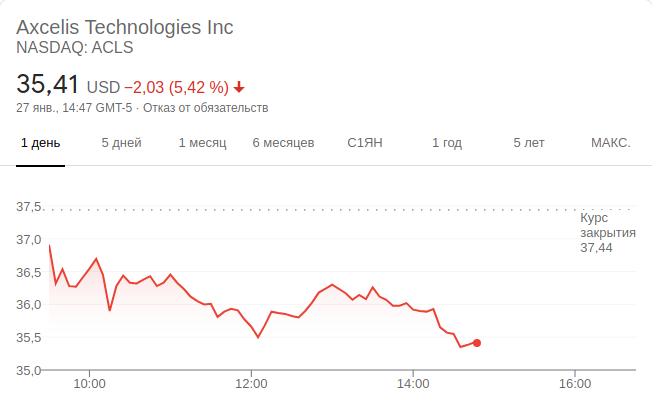 Axcelis Technologies Inc
NASDAQ: ACLS
35,41 USD −2,03 (5,42 %)
27 янв., 14:47 GMT-5 · Отказ от обязательств
1 день 5 дней 1 месяц 6 месяцев С1ЯН 1 год 5 лет МАКС.
37,5
Курс
закрытия
37,44
37,0
36,5
36,0
35,5
35,0
10:00 12:00 14:00 16:00